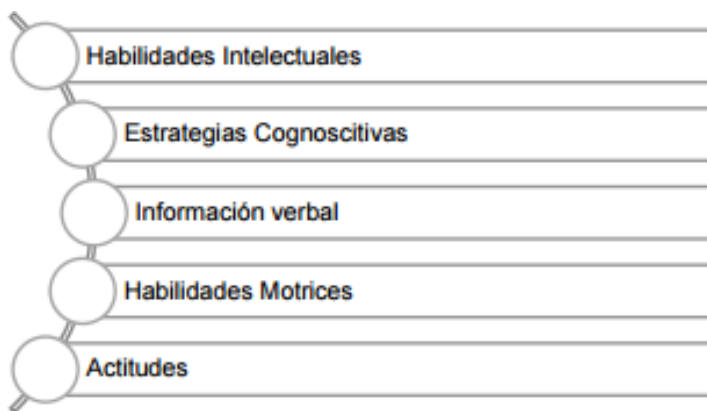 Habilidades Intelectuales
Estrategias Cognoscitivas
Información verbal
Habilidades Motrices
Actitudes